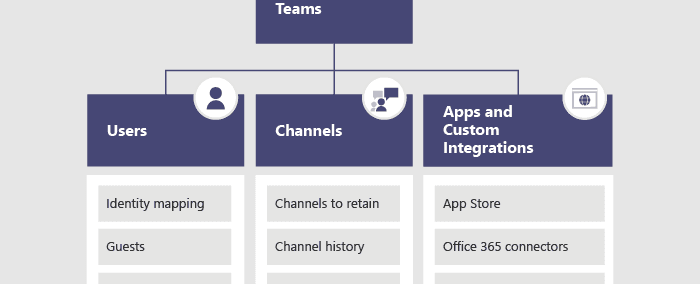 Teams
Users
Channels
Apps and
Custom
Integrations
Identity mapping
Channels to retain
App Store
Guests
Channel history
Office 365 connectors